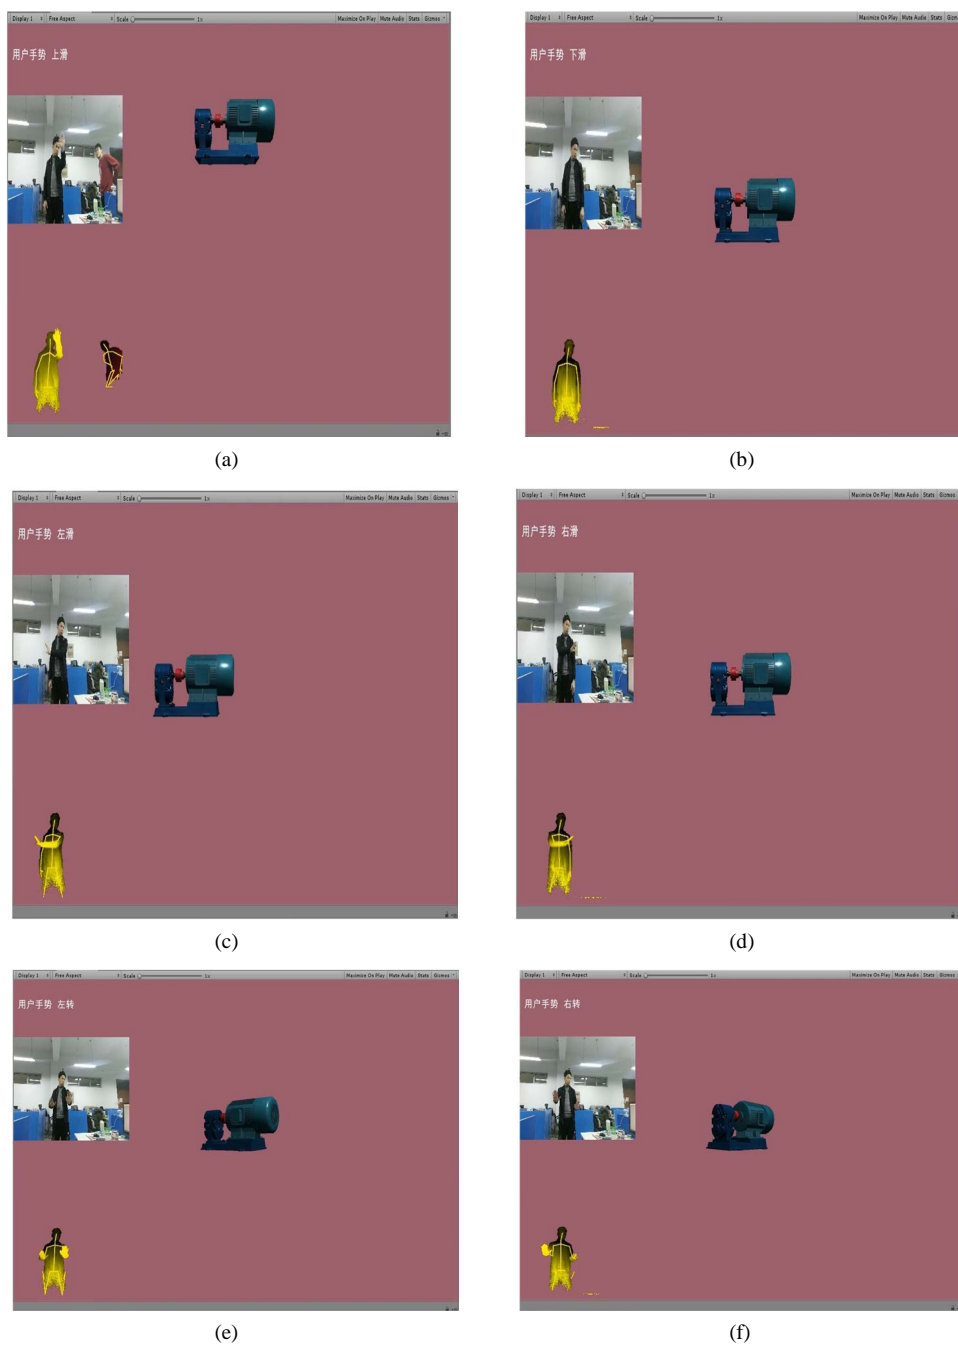 Display 1 Free Aspect Scale 1x Maximize On Play Mute Audio Stats Gizmos
用户手势 上滑
(a)
Display 1 Free Aspect Scale 1x Maximize On Play Mute Audio Stats
用户手势 下滑
(b)
Display 1 Free Aspect Scale 1x Maximize On Play Mute Audio Stats Gizmos
用户手势 左滑
(c)
Display 1 Free Aspect Scale 1x Maximize On Play Mute Audio Stats Gizmos
用户手势 右滑
(d)
Display 1 Free Aspect Scale 1x Maximize On Play Mute Audio Stats Gizmos
用户手势 左转
(e)
Display 1 Free Aspect Scale 1x Maximize On Play Mute Audio Stats Gizmos
用户手势 右转
(f)